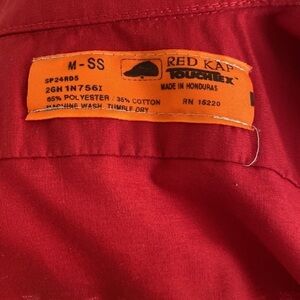 M - SS
RED KAP
TOUCHTEX
SP24RD5
MADE IN HONDURAS
2GH 1N756I
65% POLYESTER / 35% COTTON
RN 15220
MACHINE WASH TUMBLE DRY